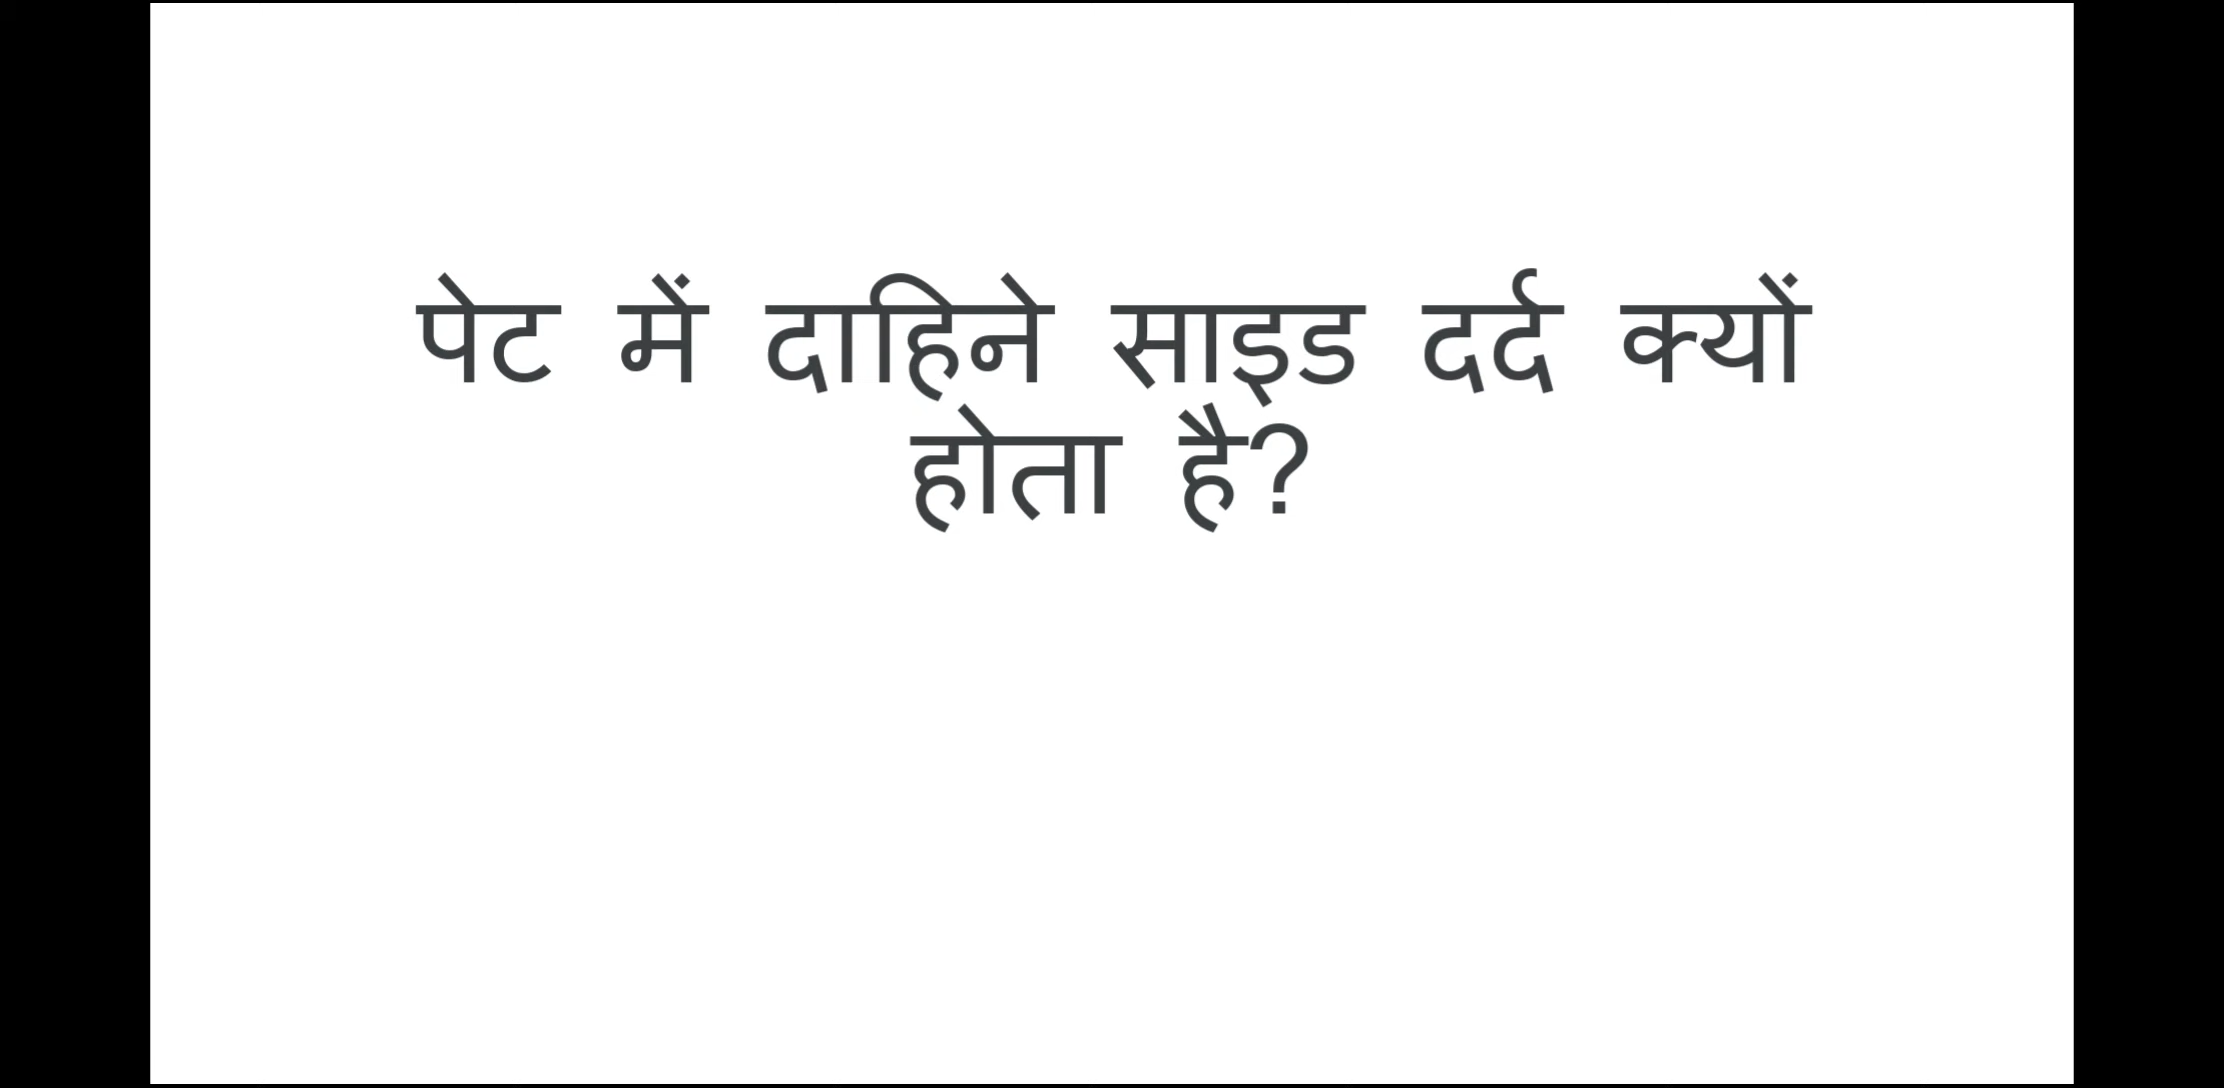 पेट में दाहिने साइड दर्द क्यों
होता है?